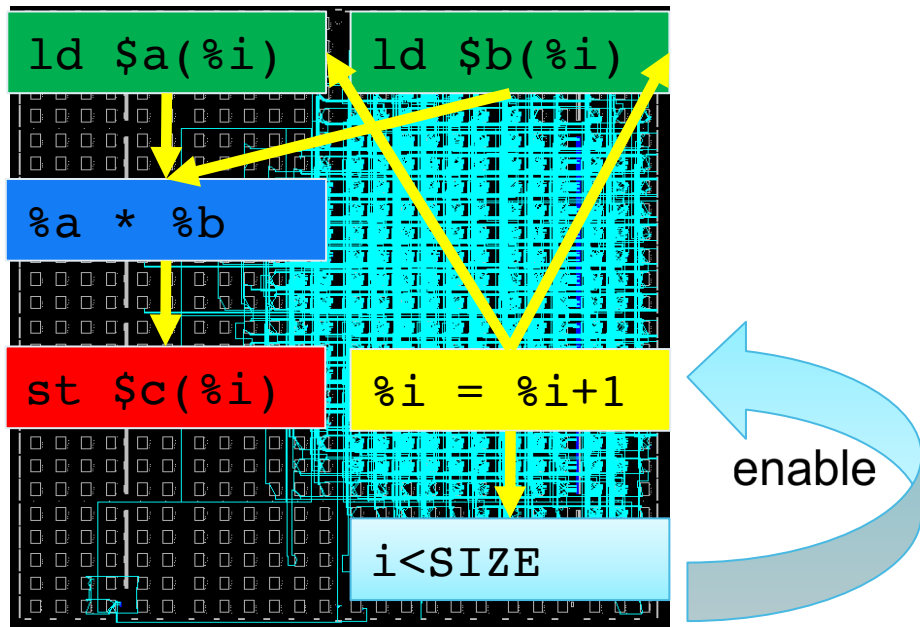 ld $a(%i)
ld $b(%i)
%a * %b
st $c(%i)
%i = %i+1
enable
i<SIZE